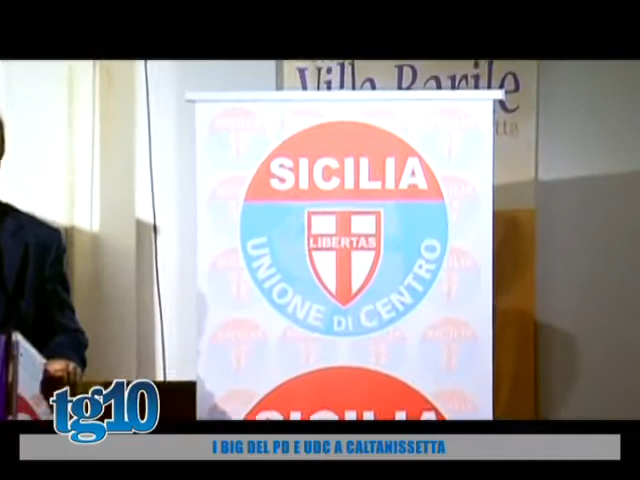 Villa Barile
SICILIA
LIBERTAS
UNIONE DI CENTRO
SICILIA
tg10
I BIG DEL PD E UDC A CALTANISSETTA